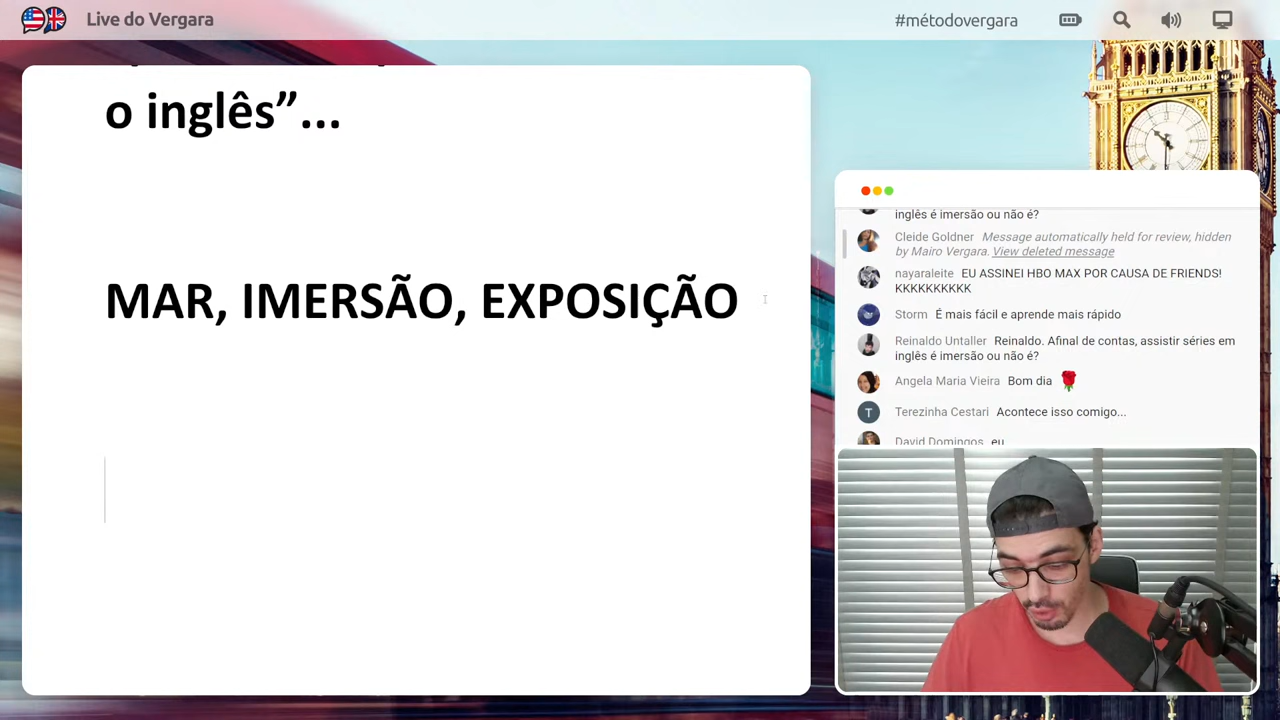 Live do Vergara
#métodovergara
o inglês”...
MAR, IMERSÃO, EXPOSIÇÃO
inglês é imersão ou não é?
Cleide Goldner Message automatically held for review, hidden
by Mairo Vergara. View deleted message
nayaraleite EU ASSINEI HBO MAX POR CAUSA DE FRIENDS!
KKKKKKKKKK
Storm É mais fácil e aprende mais rápido
Reinaldo Untaller Reinaldo. Afinal de contas, assistir séries em
inglês é imersão ou não é?
Angela Maria Vieira Bom dia
T Terezinha Cestari Acontece isso comigo...
David Domingos eu